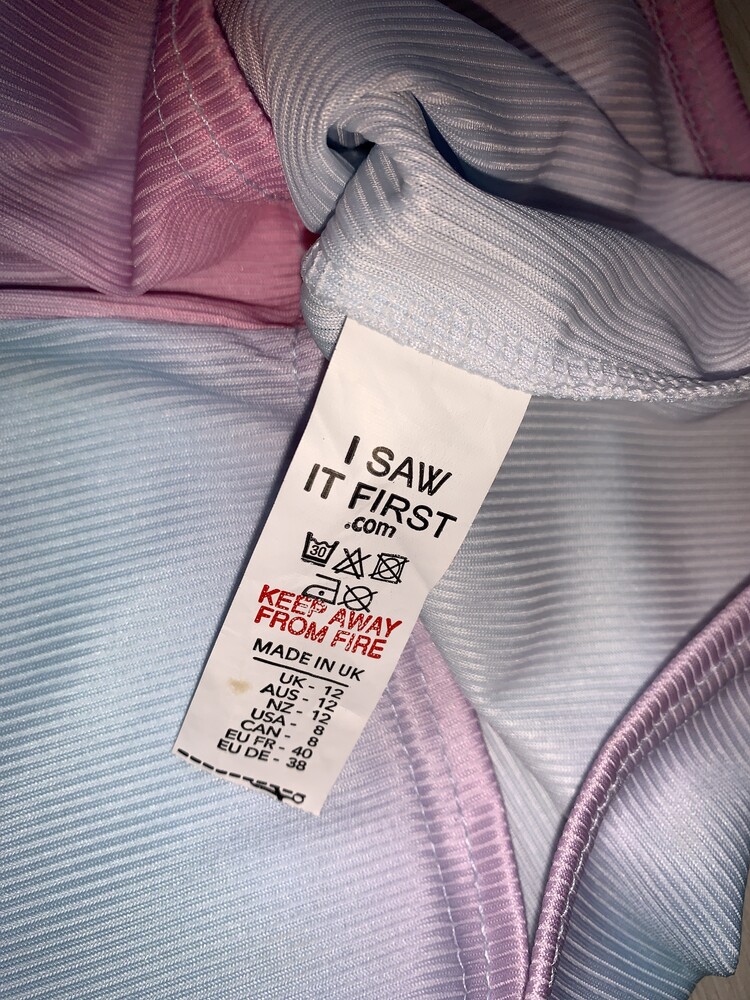 I SAW
IT FIRST
.com
30
KEEP AWAY
FROM FIRE
MADE IN UK
UK - 12
AUS - 12
NZ - 12
USA - 8
CAN - 8
EU FR - 40
EU DE - 38